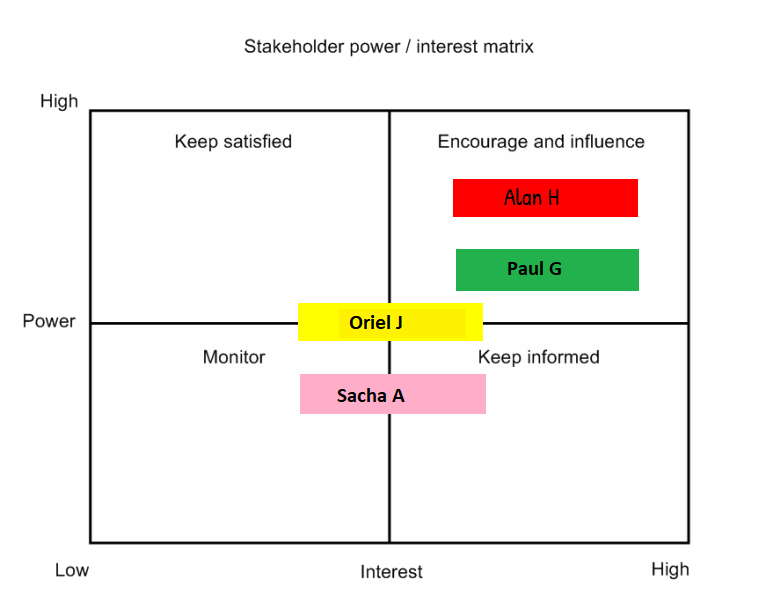 Stakeholder power / interest matrix
High
Keep satisfied
Encourage and influence
Alan H
Paul G
Power
Oriel J
Monitor
Keep informed
Sacha A
Low
Interest
High